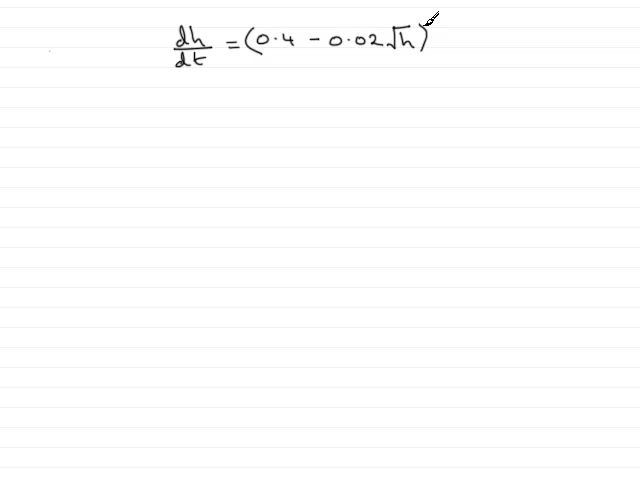 dh/dt = (0.4 - 0.02√h)